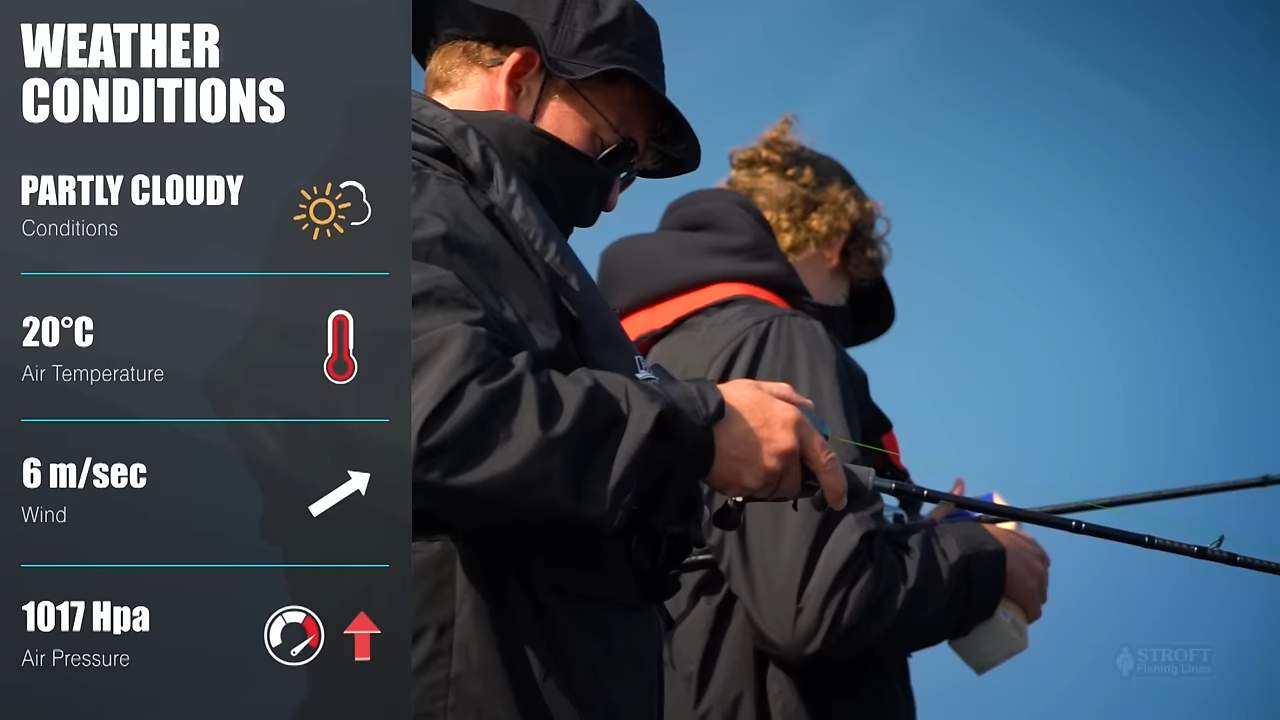 WEATHER
CONDITIONS
PARTLY CLOUDY
Conditions
20°C
Air Temperature
6 m/sec
Wind
1017 Hpa
Air Pressure
STROFT
Fishing Lines